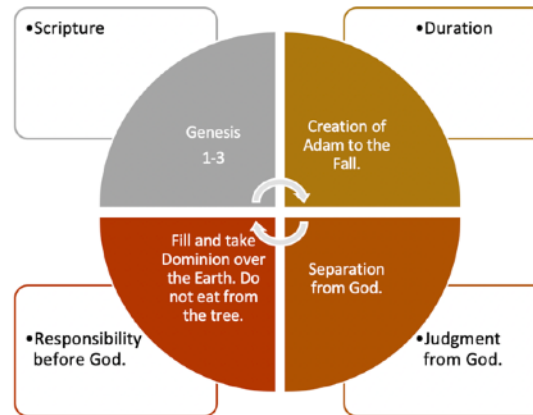 •Scripture
•Duration
Genesis
1-3
Creation of
Adam to the
Fall.
Fill and take
Dominion over
the Earth. Do
not eat from
the tree.
Separation
from God.
•Responsibility
before God.
•Judgment
from God.